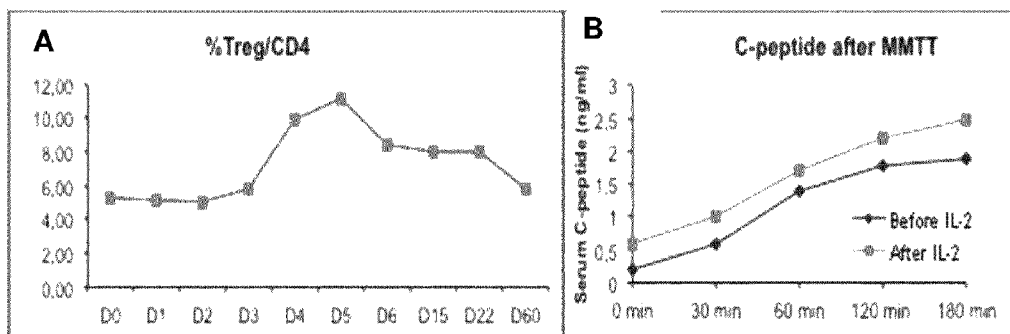 A
%Treg/CD4
12,00
10,00
8,00
6,00
4,00
2,00
0,00
D0 D1 D2 D3 D4 D5 D6 D15 D22 D60
B
C-peptide after MMTT
Serum C-peptide (ng/ml)
3
2,5
2
1,5
1
0,5
0
Before IL-2
After IL-2
0 min 30 min 60 min 120 min 180 min